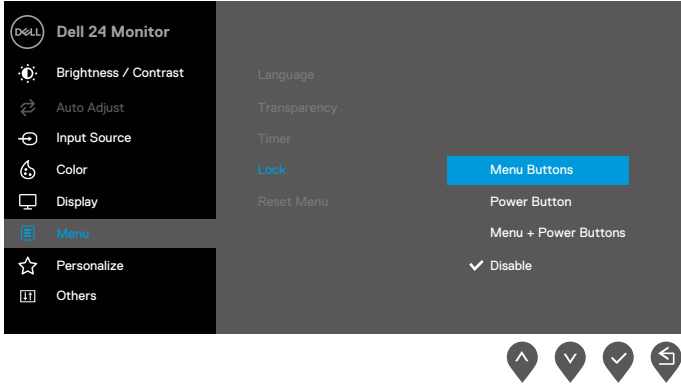 DELL Dell 24 Monitor
Brightness / Contrast
Auto Adjust
Input Source
Color
Display
Menu
Personalize
Others
Language
Transparency
Timer
Lock
Reset Menu
Menu Buttons
Power Button
Menu + Power Buttons
Disable